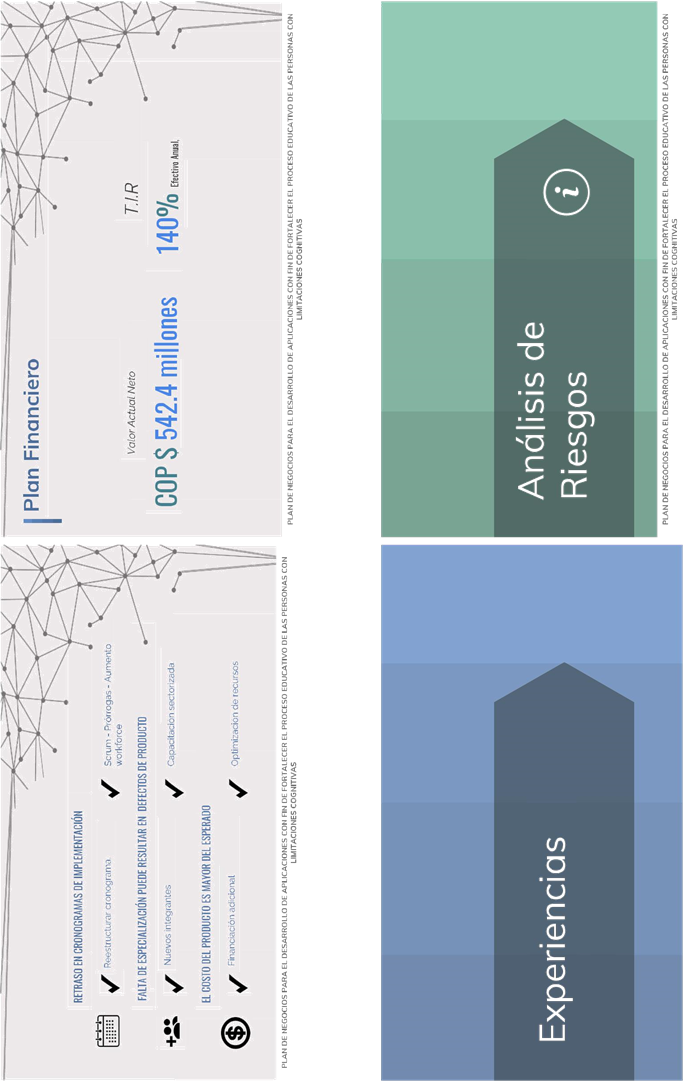 Plan Financiero
Valor Actual Neto
T.I.R
COP $ 542.4 millones
140% Efectivo Anual.
PLAN DE NEGOCIOS PARA EL DESARROLLO DE APLICACIONES CON FIN DE FORTALECER EL PROCESO EDUCATIVO DE LAS PERSONAS CON
LIMITACIONES COGNITIVAS
Análisis de
Riesgos
PLAN DE NEGOCIOS PARA EL DESARROLLO DE APLICACIONES CON FIN DE FORTALECER EL PROCESO EDUCATIVO DE LAS PERSONAS CON
LIMITACIONES COGNITIVAS
RETRASO EN CRONOGRAMAS DE IMPLEMENTACIÓN
Reestructurar cronograma.
Scrum - Prórrogas - Aumento
workforce
FALTA DE ESPECIALIZACIÓN PUEDE RESULTAR EN DEFECTOS DE PRODUCTO
Nuevos integrantes
Capacitacion sectorizada
EL COSTO DEL PRODUCTO ES MAYOR DEL ESPERADO
Financiación adicional
Optimizacion de recursos
PLAN DE NEGOCIOS PARA EL DESARROLLO DE APLICACIONES CON FIN DE FORTALECER EL PROCESO EDUCATIVO DE LAS PERSONAS CON
LIMITACIONES COGNITIVAS
Experiencias